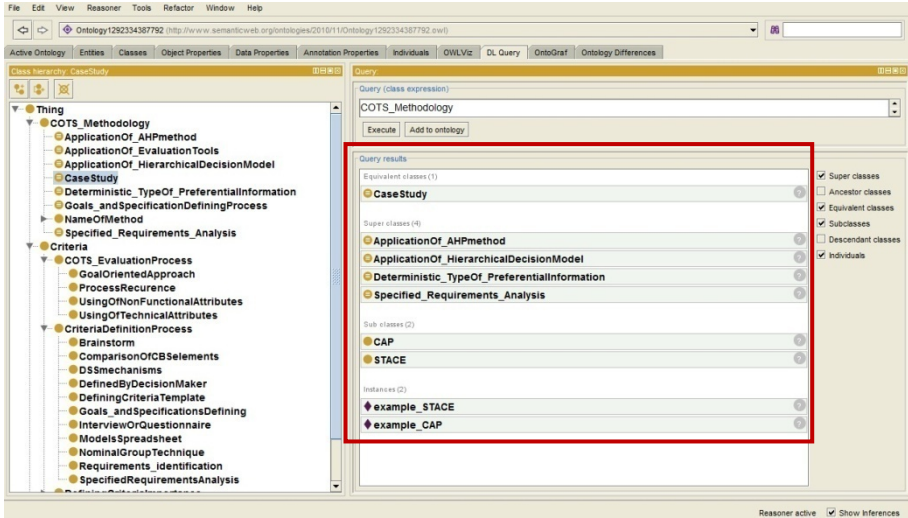 File Edit View Reasoner Tools Refactor Window Help
Ontology1292334387792 (http://www.semanticweb.org/ontologies/2010/11/Ontology1292334387792.owl)
Active Ontology Entities Classes Object Properties Data Properties Annotation Properties Individuals OWLViz DL Query OntoGraf Ontology Differences
Class hierarchy: CaseStudy
Thing
COTS_Methodology
ApplicationOf_AHPmethod
ApplicationOf_EvaluationTools
ApplicationOf_HierarchicalDecisionModel
CaseStudy
Deterministic_TypeOf_PreferentialInformation
Goals_andSpecificationDefiningProcess
NameOfMethod
Specified_Requirements_Analysis
Criteria
COTS_EvaluationProcess
GoalOrientedApproach
ProcessRecurence
UsingOfNonFunctionalAttributes
UsingOfTechnicalAttributes
CriteriaDefinitionProcess
Brainstorm
ComparisonOfCBSelements
DSSmechanisms
DefinedByDecisionMaker
DefiningCriteriaTemplate
Goals_andSpecificationsDefining
InterviewOrQuestionnaire
ModelsSpreadsheet
NominalGroupTechnique
Requirements_identification
SpecifiedRequirementsAnalysis
Query:
Query (class expression)
COTS_Methodology
Execute Add to ontology
Query results
Equivalent classes (1)
CaseStudy
Super classes (4)
ApplicationOf_AHPmethod
ApplicationOf_HierarchicalDecisionModel
Deterministic_TypeOf_PreferentialInformation
Specified_Requirements_Analysis
Sub classes (2)
CAP
STACE
Instances (2)
example_STACE
example_CAP
Super classes
Ancestor classes
Equivalent classes
Subclasses
Descendant classes
Individuals
Reasoner active Show Inferences